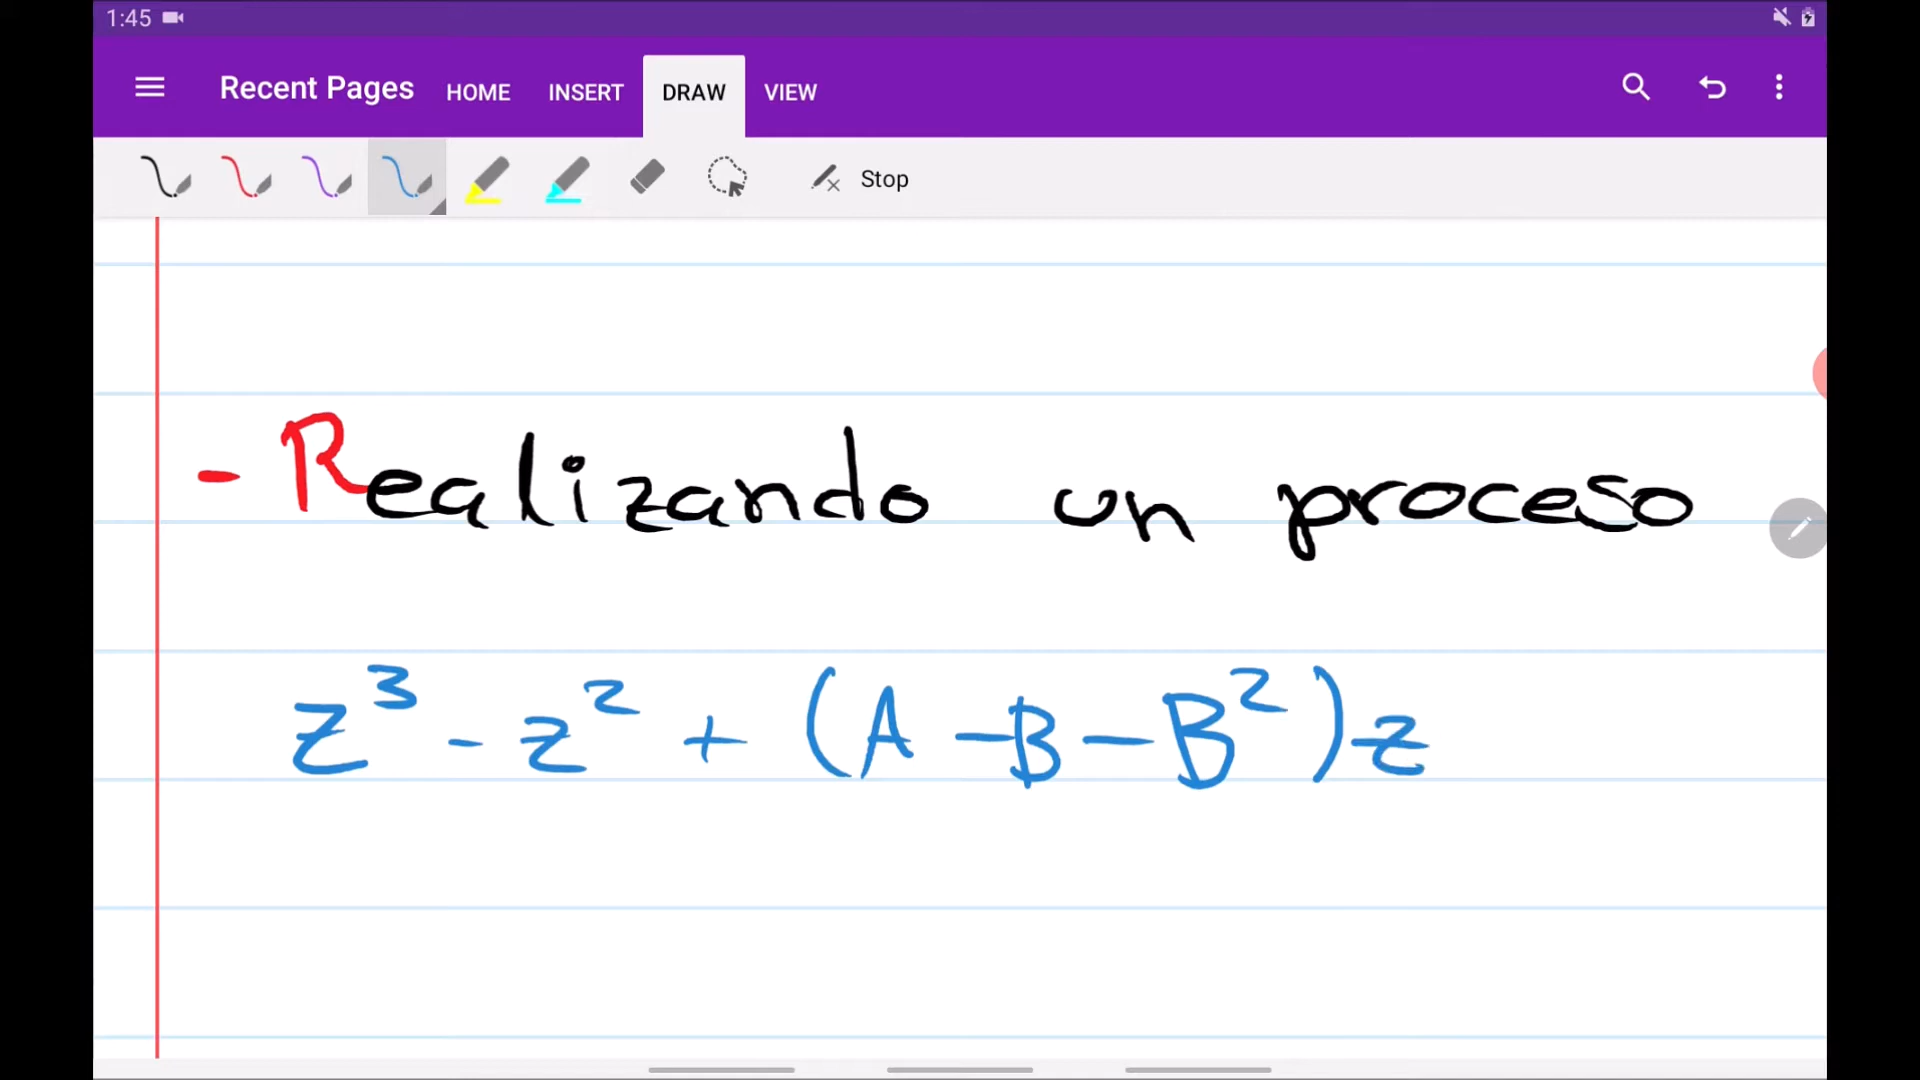 1:45
Recent Pages HOME INSERT DRAW VIEW
Stop
- Realizando un proceso
z³ - z² + (A - B - B²)z